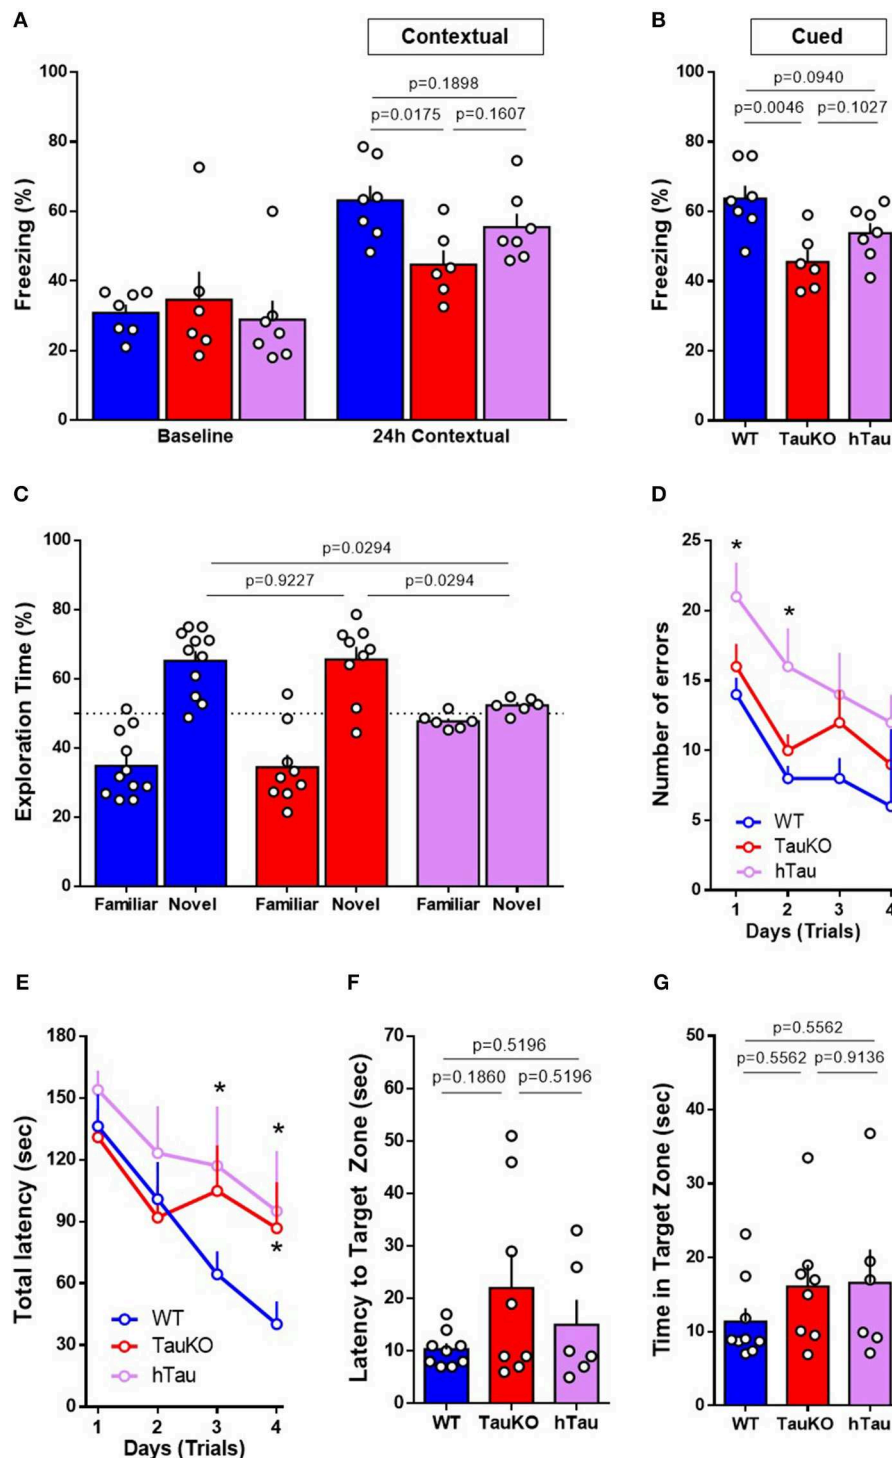 A
Contextual
100
80
60
40
20
0
Freezing (%)
p=0.1898
p=0.0175
p=0.1607
Baseline
24h Contextual
B
Cued
100
80
60
40
20
0
Freezing (%)
p=0.0940
p=0.0046
p=0.1027
WT
TauKO
hTau
C
100
80
60
40
20
0
Exploration Time (%)
p=0.0294
p=0.9227
p=0.0294
Familiar
Novel
Familiar
Novel
Familiar
Novel
D
25
20
15
10
5
0
Number of errors
*
*
WT
TauKO
hTau
1
2
3
4
Days (Trials)
E
180
150
120
90
60
30
0
Total latency (sec)
*
*
*
WT
TauKO
hTau
1
2
3
4
Days (Trials)
F
70
60
50
40
30
20
10
0
Latency to Target Zone (sec)
p=0.5196
p=0.1860
p=0.5196
WT
TauKO
hTau
G
50
40
30
20
10
0
Time in Target Zone (sec)
p=0.5562
p=0.5562
p=0.9136
WT
TauKO
hTau